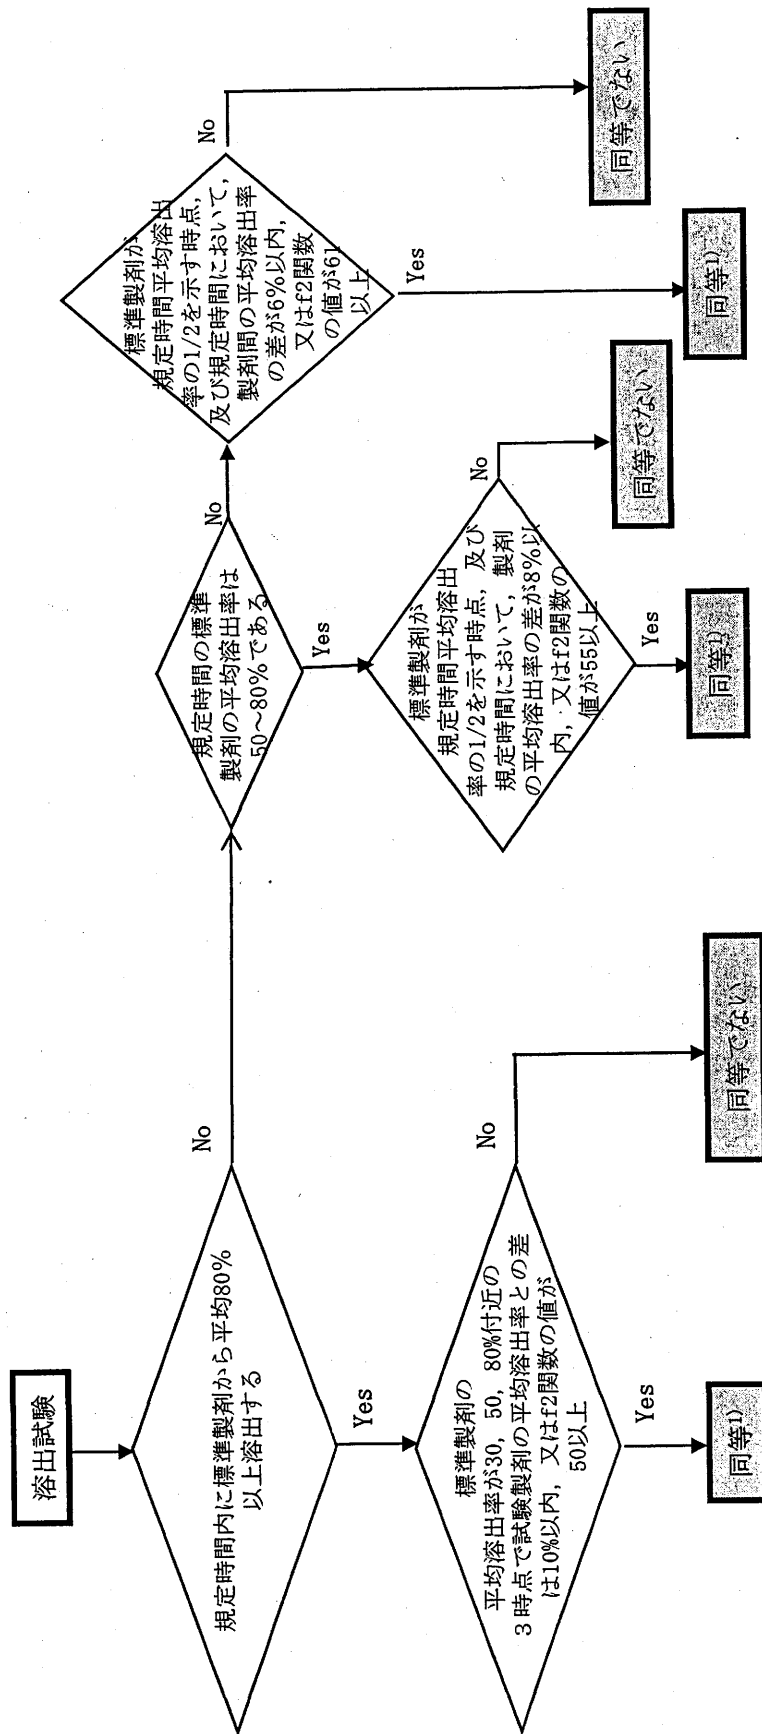 溶出試験
規定時間内に標準製剤から平均80%
以上溶出する
No
Yes
標準製剤の
平均溶出率が30, 50, 80%付近の
3時点で試験製剤の平均溶出率との差
は10%以内, 又はf2関数の値が
50以上
No
同等でない
Yes
同等1)
規定時間の標準
製剤の平均溶出率は
50～80%である
No
Yes
標準製剤が
規定時間平均溶出
率の1/2を示す時点, 及び
規定時間において, 製剤
の平均溶出率の差が8%以
内, 又はf2関数の
値が55以上
No
同等でない
Yes
同等1)
標準製剤が
規定時間平均溶出
率の1/2を示す時点,
及び規定時間において,
製剤間の平均溶出率
の差が6%以内,
又はf2関数
の値が61
以上
No
同等でない
Yes
同等1)